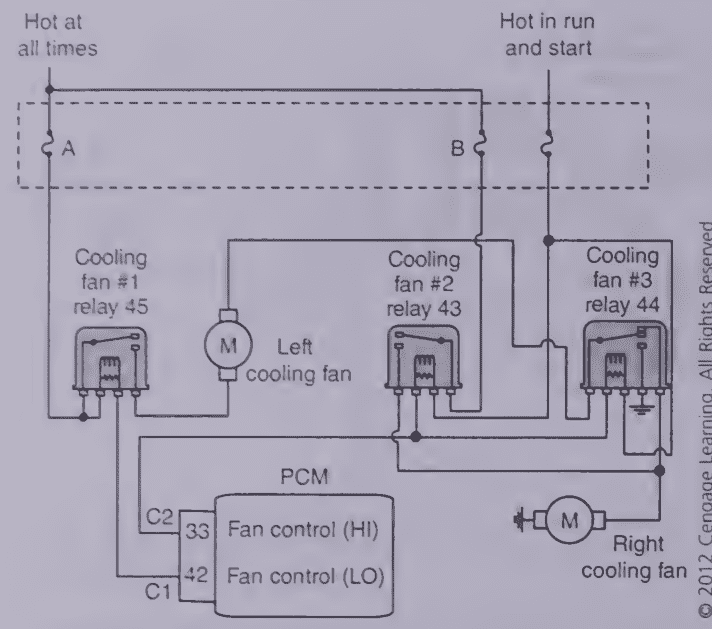 Hot at
all times
Hot in run
and start
A
B
Cooling
fan #1
relay 45
M
Left
cooling fan
Cooling
fan #2
relay 43
Cooling
fan #3
relay 44
PCM
C2
33
Fan control (HI)
42
Fan control (LO)
C1
M
Right
cooling fan
© 2012 Cengage Learning. All Rights Reserved